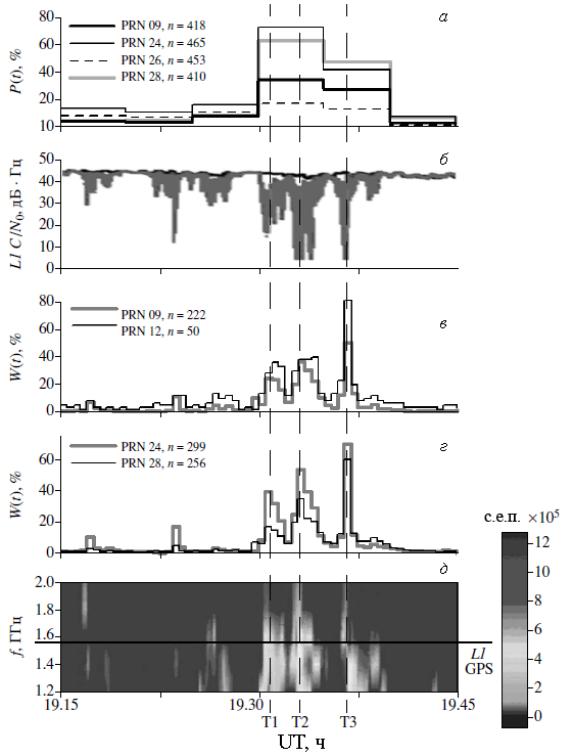 а
80
60
40
20
10
P(t), %
PRN 09, n = 418
PRN 24, n = 465
PRN 26, n = 453
PRN 28, n = 410
б
50
40
30
20
10
0
L1 C/N0, дБ · Гц
в
80
60
40
20
0
W(t), %
PRN 09, n = 222
PRN 12, n = 50
г
60
40
20
0
W(t), %
PRN 24, n = 299
PRN 28, n = 256
д
2.0
1.8
1.6
1.4
1.2
f, ГГц
L1
GPS
19.15 19.30 19.45
T1 T2 T3
UT, ч
с.е.п. ×10⁵
12
10
8
6
4
2
0